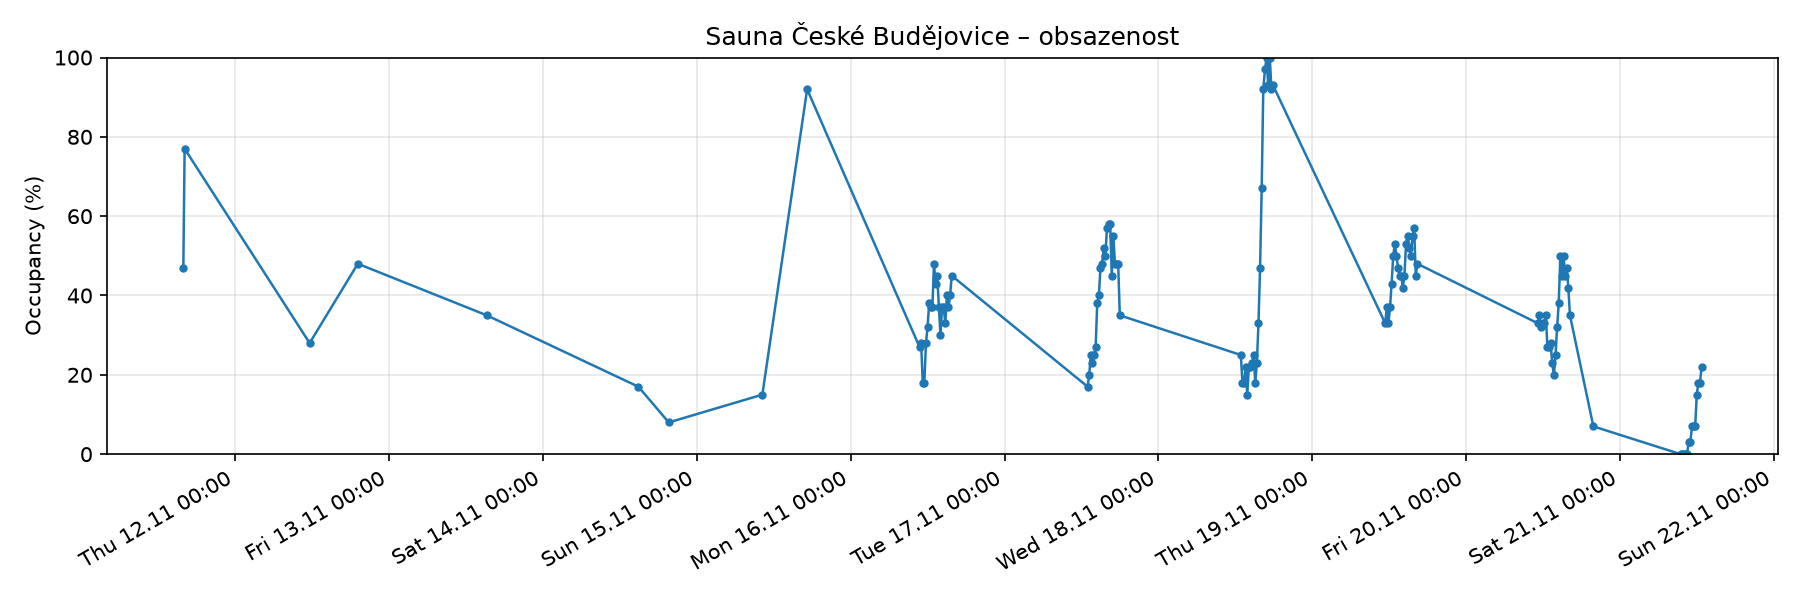 Sauna České Budějovice – obsazenost
Occupancy (%)
100
80
60
40
20
0
Thu 12.11 00:00
Fri 13.11 00:00
Sat 14.11 00:00
Sun 15.11 00:00
Mon 16.11 00:00
Tue 17.11 00:00
Wed 18.11 00:00
Thu 19.11 00:00
Fri 20.11 00:00
Sat 21.11 00:00
Sun 22.11 00:00